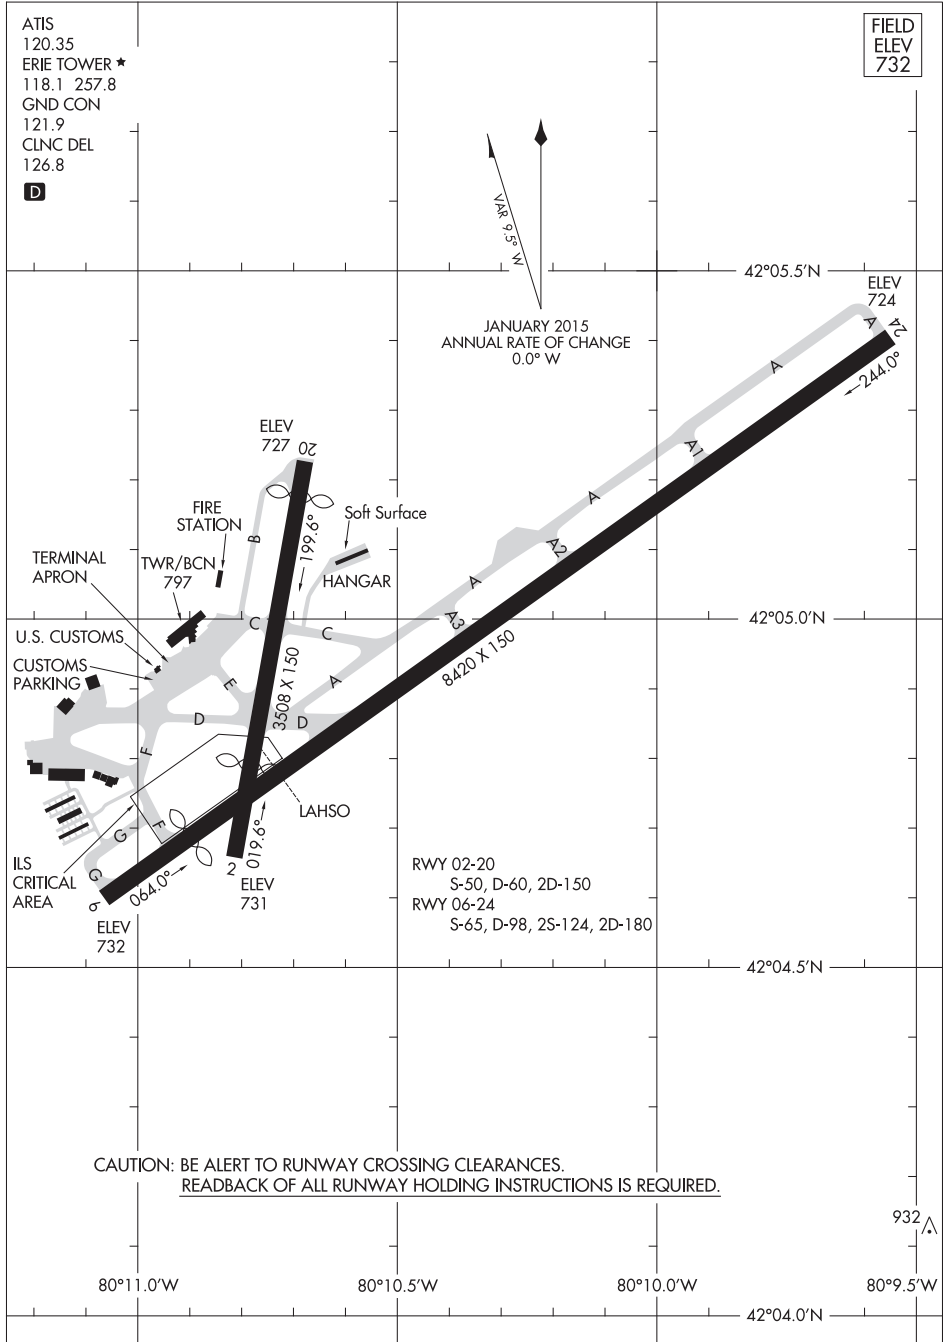 ATIS
120.35
ERIE TOWER ★
118.1 257.8
GND CON
121.9
CLNC DEL
126.8
D
FIELD
ELEV
732
VAR 9.5° W
JANUARY 2015
ANNUAL RATE OF CHANGE
0.0° W
42°05.5'N
ELEV
724
24
A
244.0°
A
A1
A
A2
A
A3
8420 X 150
ELEV
727
20
199.6°
B
FIRE
STATION
Soft Surface
HANGAR
TERMINAL
APRON
TWR/BCN
797
42°05.0'N
U.S. CUSTOMS
CUSTOMS
PARKING
C
C
E
A
3508 X 150
D
D
F
LAHSO
F
G
G
ILS
CRITICAL
AREA
6
064.0°
2
019.6°
ELEV
731
ELEV
732
RWY 02-20
S-50, D-60, 2D-150
RWY 06-24
S-65, D-98, 2S-124, 2D-180
42°04.5'N
CAUTION: BE ALERT TO RUNWAY CROSSING CLEARANCES.
READBACK OF ALL RUNWAY HOLDING INSTRUCTIONS IS REQUIRED.
932
80°11.0'W
80°10.5'W
80°10.0'W
80°9.5'W
42°04.0'N